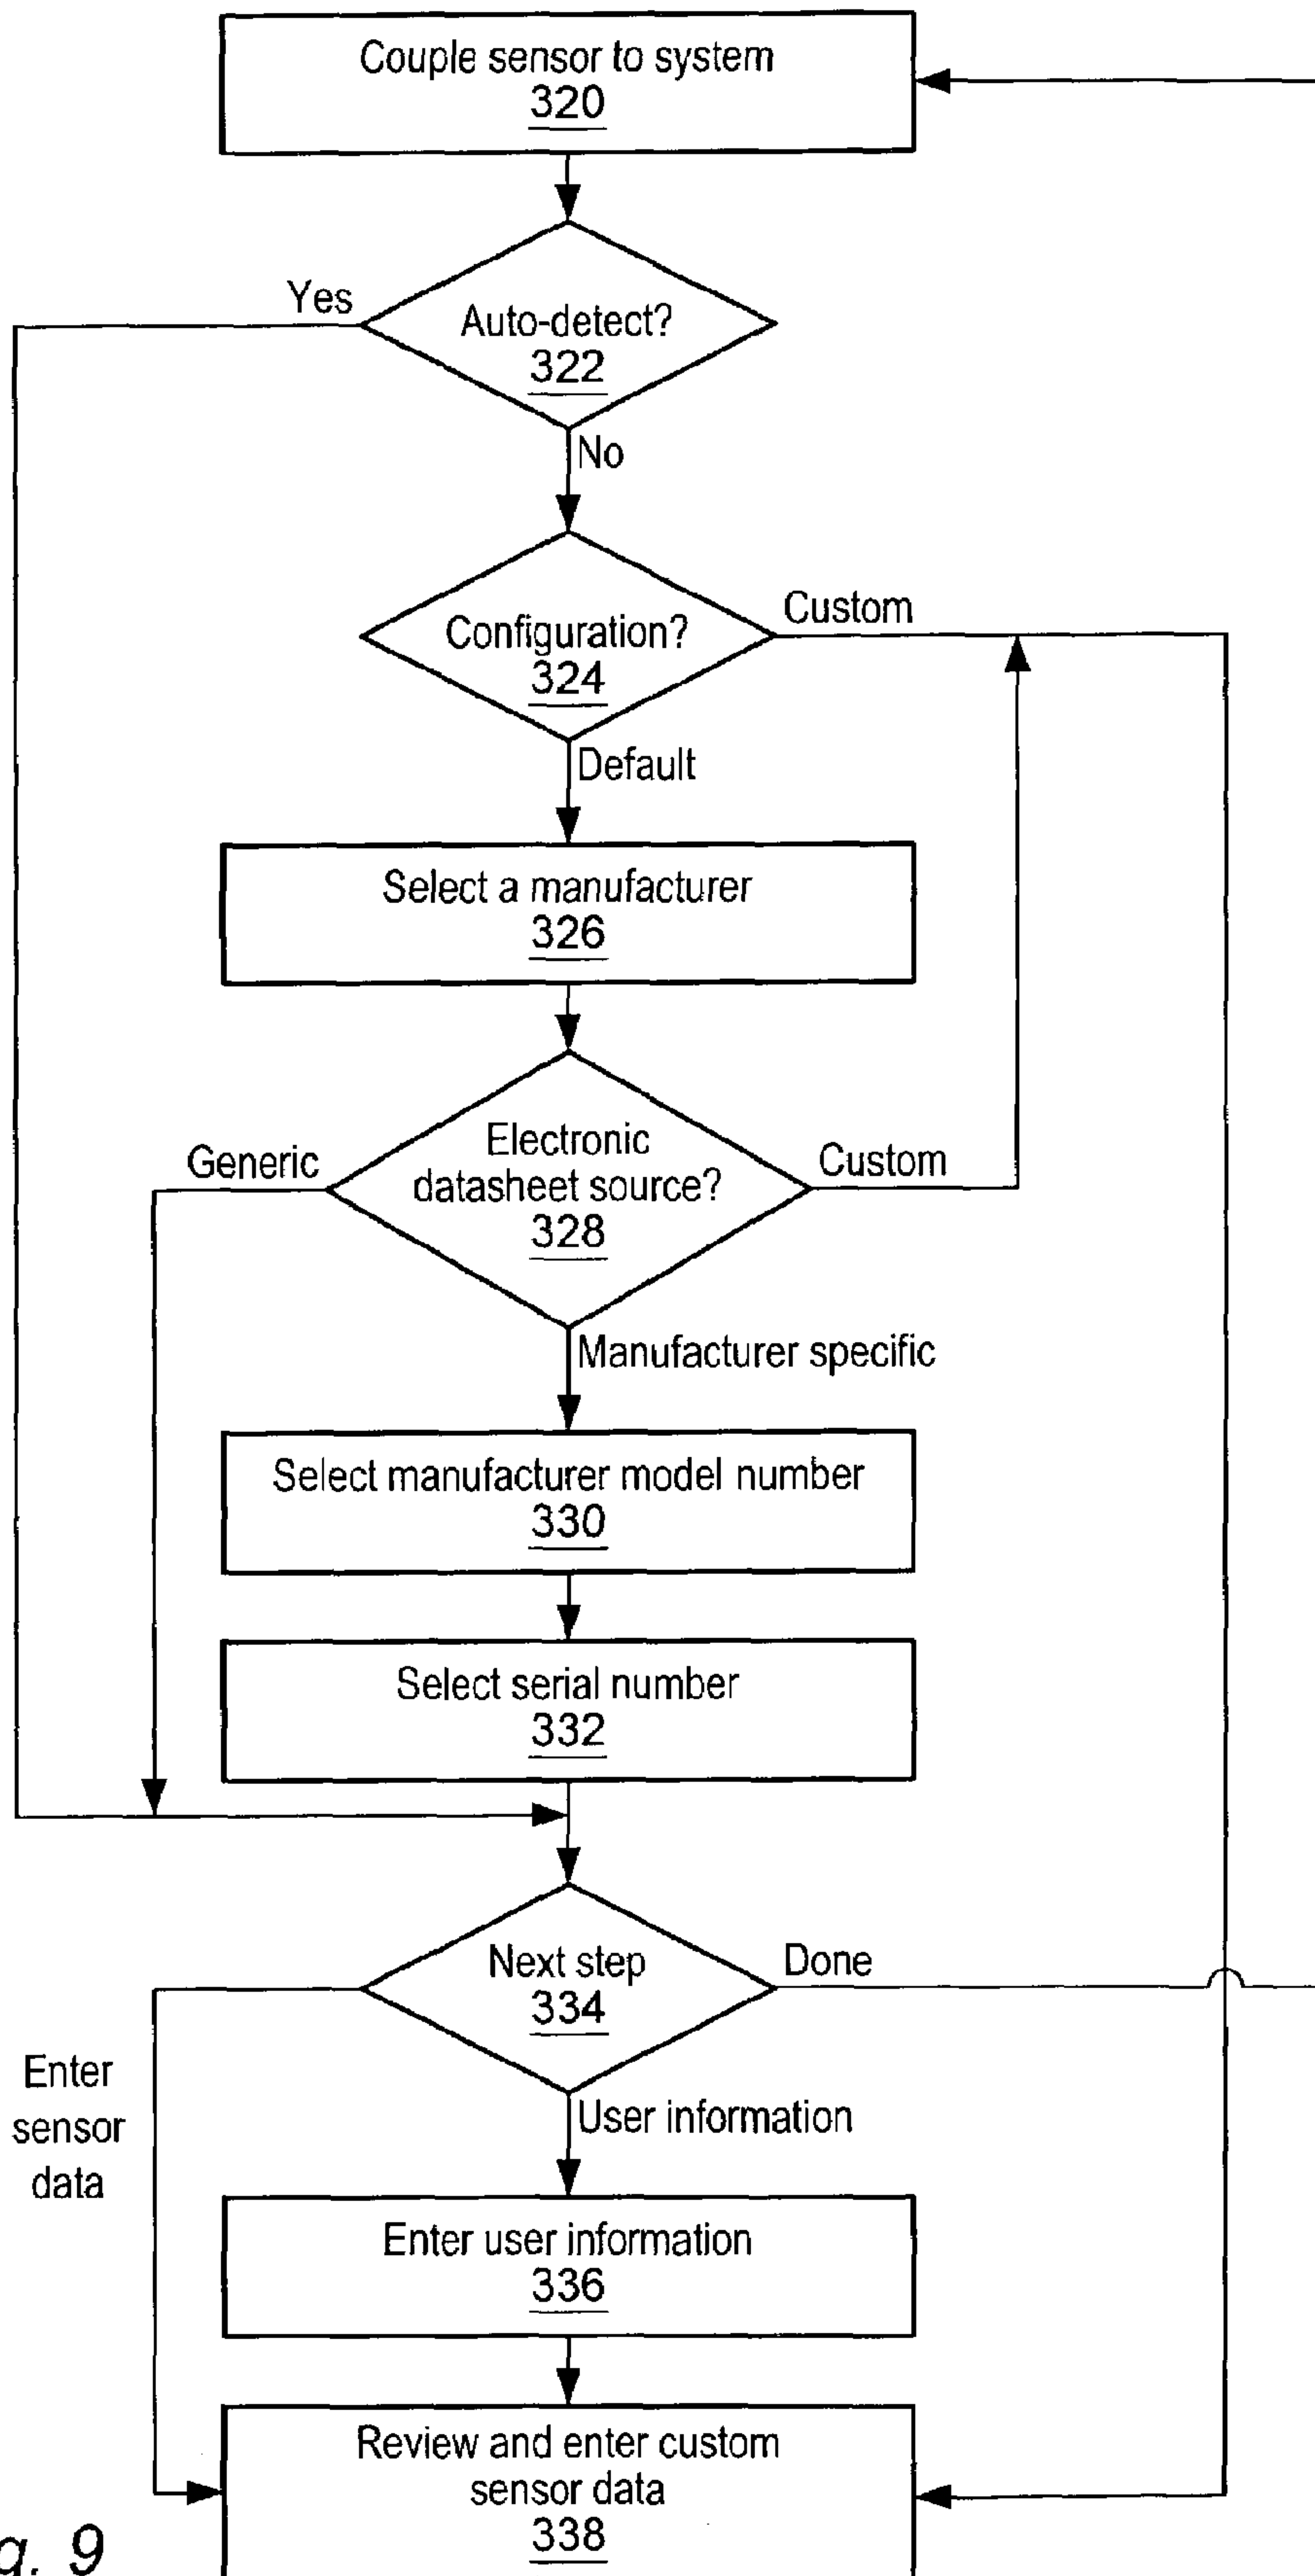 Couple sensor to system
320
Yes
Auto-detect?
322
No
Custom
Configuration?
324
Default
Select a manufacturer
326
Generic
Electronic
datasheet source?
328
Custom
Manufacturer specific
Select manufacturer model number
330
Select serial number
332
Next step
334
Done
Enter
sensor
data
User information
Enter user information
336
Review and enter custom
sensor data
338
g. 9